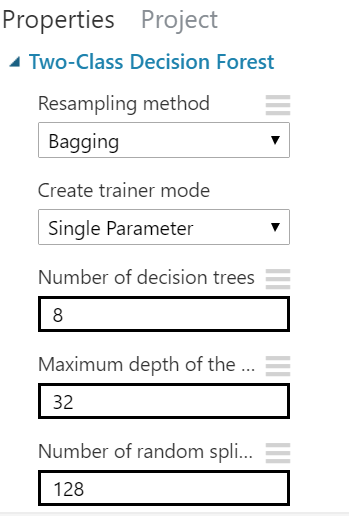 Properties Project
Two-Class Decision Forest
Resampling method
Bagging
Create trainer mode
Single Parameter
Number of decision trees
8
Maximum depth of the ...
32
Number of random spli...
128